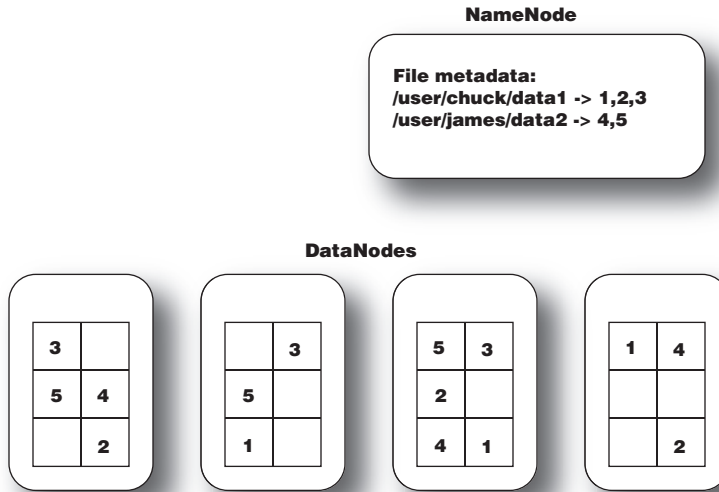 NameNode
File metadata:
/user/chuck/data1 -> 1,2,3
/user/james/data2 -> 4,5
DataNodes
3
5 4
2
3
5
1
5 3
2
4 1
1 4
2